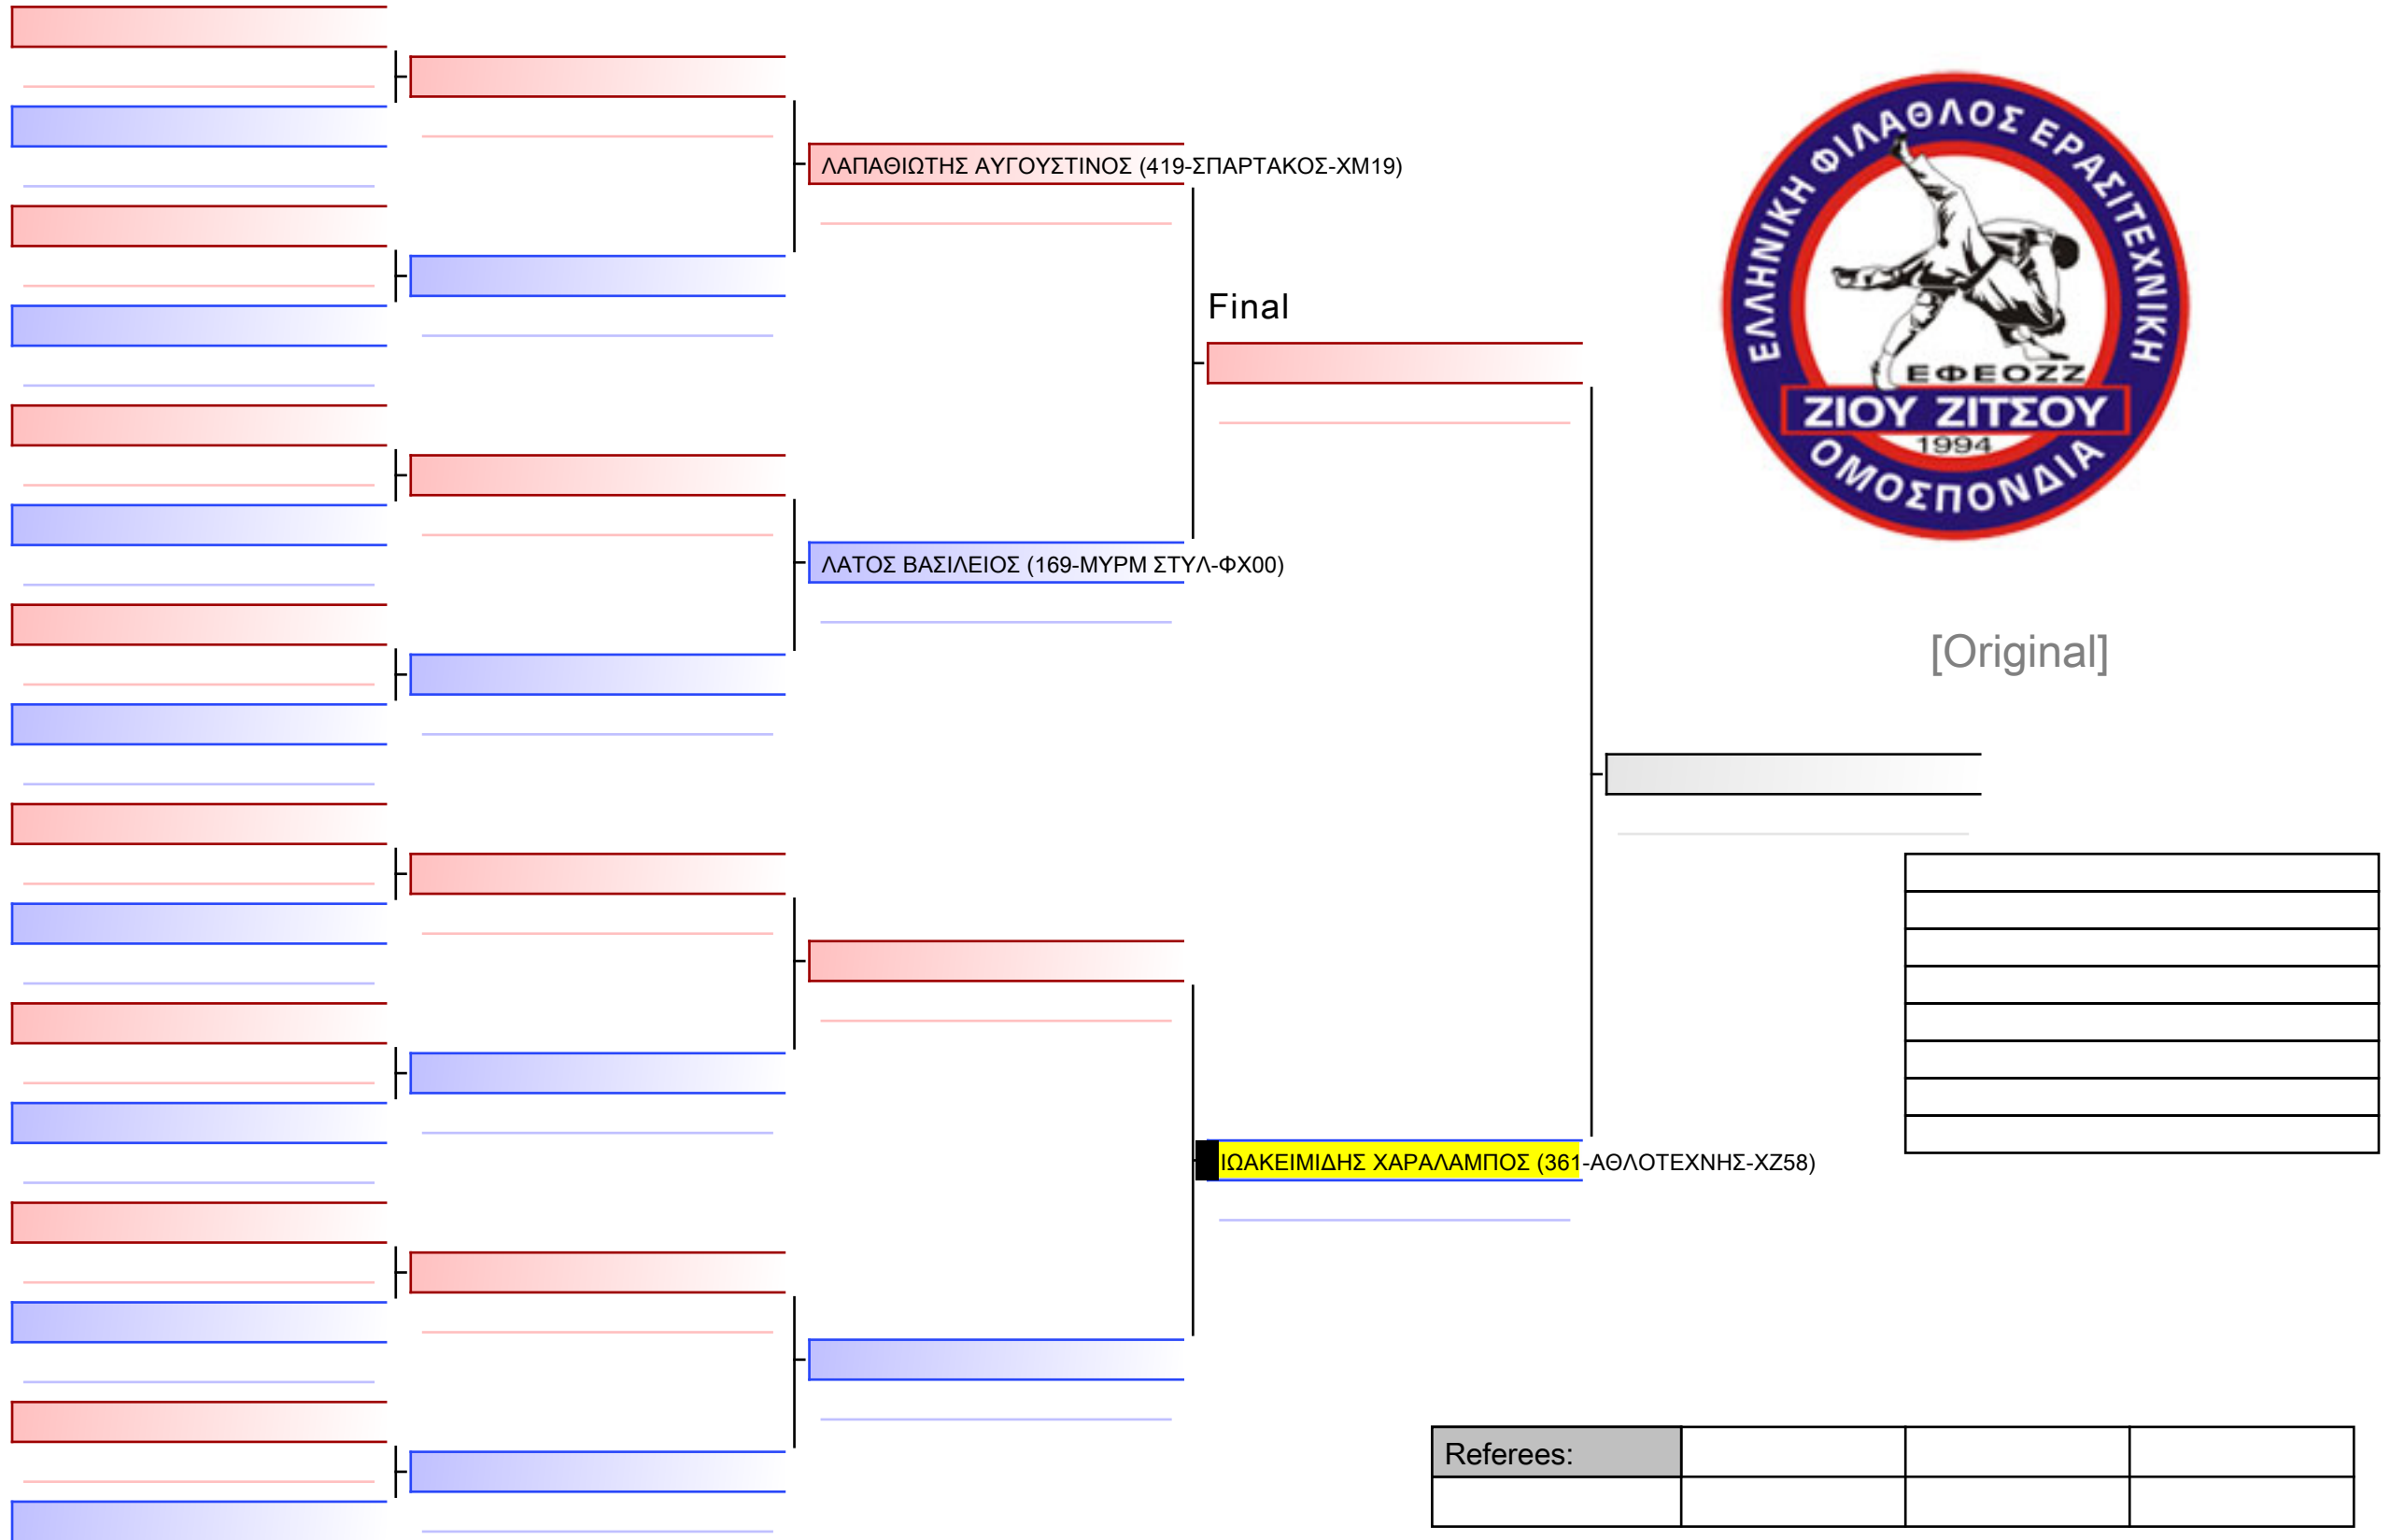 ΛΑΠΑΘΙΩΤΗΣ ΑΥΓΟΥΣΤΙΝΟΣ (419-ΣΠΑΡΤΑΚΟΣ-ΧΜ19)
Final
ΕΛΛΗΝΙΚΗ ΦΙΛΑΘΛΟΣ ΕΡΑΣΙΤΕΧΝΙΚΗ
ΕΦΕΟΖΖ
ΖΙΟΥ ΖΙΤΣΟΥ
1994
ΟΜΟΣΠΟΝΔΙΑ
ΛΑΤΟΣ ΒΑΣΙΛΕΙΟΣ (169-ΜΥΡΜ ΣΤΥΛ-ΦΧ00)
[Original]
ΙΩΑΚΕΙΜΙΔΗΣ ΧΑΡΑΛΑΜΠΟΣ (361-ΑΘΛΟΤΕΧΝΗΣ-ΧΖ58)
Referees: